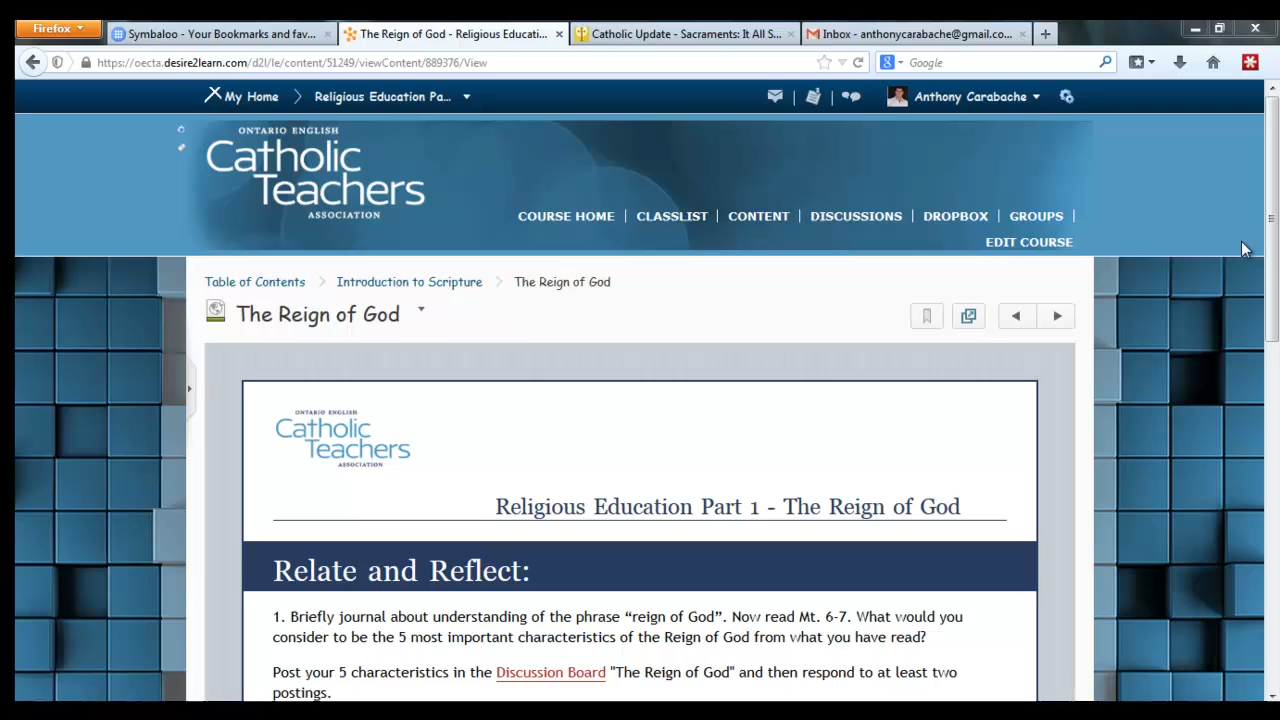 Firefox
Symbaloo - Your Bookmarks and fav...
The Reign of God - Religious Educati...
Catholic Update - Sacraments: It All S...
Inbox - anthonycarabache@gmail.co...
https://oecta.desire2learn.com/d2l/le/content/51249/viewContent/889376/View
Google
My Home
Religious Education Pa...
Anthony Carabache
ONTARIO ENGLISH
Catholic
Teachers
ASSOCIATION
COURSE HOME
CLASSLIST
CONTENT
DISCUSSIONS
DROPBOX
GROUPS
EDIT COURSE
Table of Contents
Introduction to Scripture
The Reign of God
The Reign of God
ONTARIO ENGLISH
Catholic
Teachers
ASSOCIATION
Religious Education Part 1 - The Reign of God
Relate and Reflect:
1. Briefly journal about understanding of the phrase “reign of God”. Now read Mt. 6-7. What would you
consider to be the 5 most important characteristics of the Reign of God from what you have read?
Post your 5 characteristics in the Discussion Board "The Reign of God" and then respond to at least two
postings.